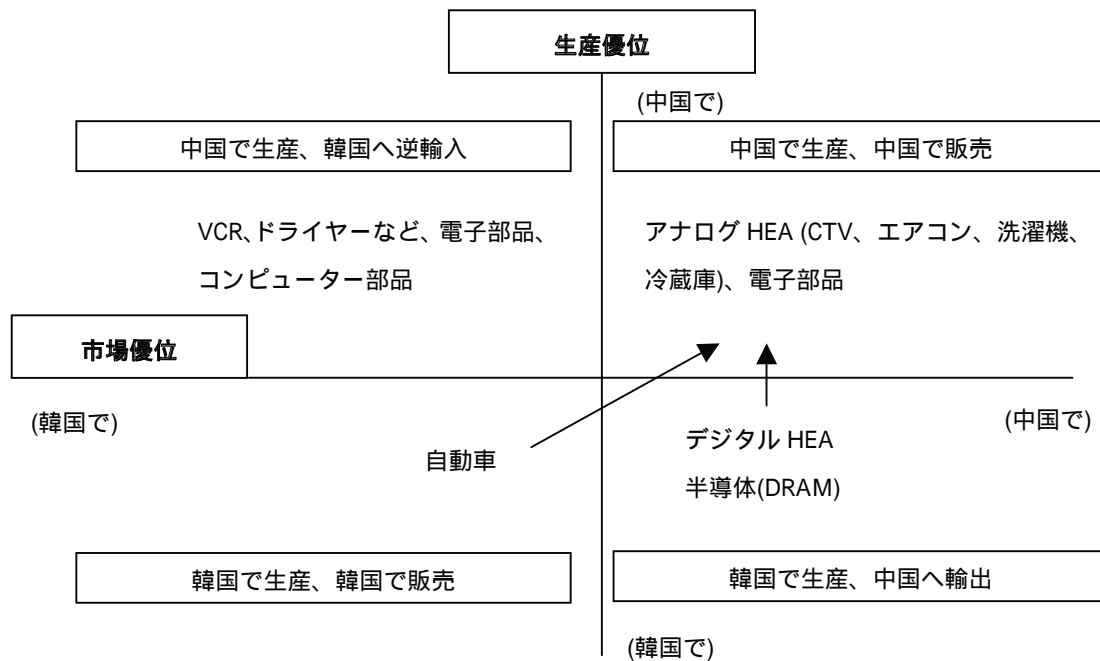 生産優位
(中国で)
中国で生産、韓国へ逆輸入
中国で生産、中国で販売
VCR、ドライヤーなど、電子部品、
コンピューター部品
アナログ HEA (CTV、エアコン、洗濯機、
冷蔵庫)、電子部品
市場優位
(韓国で)
(中国で)
自動車
デジタル HEA
半導体(DRAM)
韓国で生産、韓国で販売
韓国で生産、中国へ輸出
(韓国で)